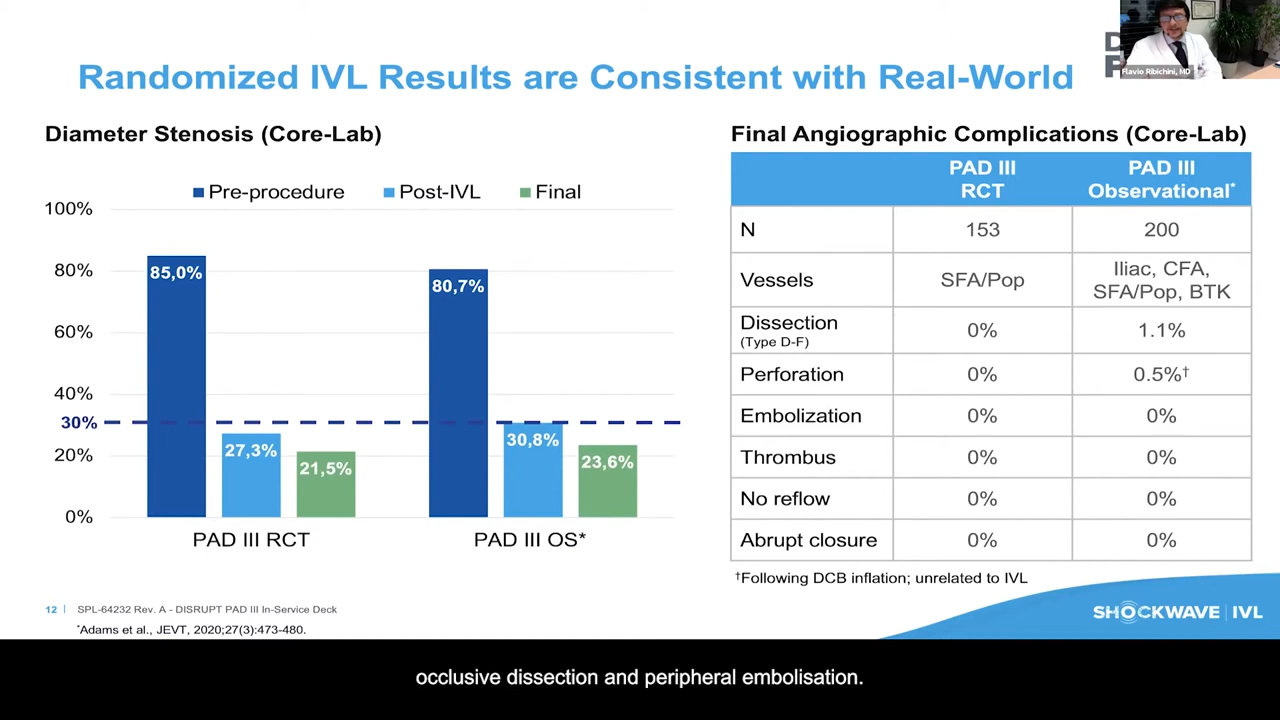 Randomized IVL Results are Consistent with Real-World
D
P
Flavio Ribichini, MD
Diameter Stenosis (Core-Lab)
Pre-procedure Post-IVL Final
100%
80%
60%
40%
30%
20%
0%
85,0%
27,3%
21,5%
80,7%
30,8%
23,6%
PAD III RCT PAD III OS*
Final Angiographic Complications (Core-Lab)
PAD III RCT PAD III Observational*
N 153 200
Vessels SFA/Pop Iliac, CFA, SFA/Pop, BTK
Dissection (Type D-F) 0% 1.1%
Perforation 0% 0.5%†
Embolization 0% 0%
Thrombus 0% 0%
No reflow 0% 0%
Abrupt closure 0% 0%
†Following DCB inflation; unrelated to IVL
12 | SPL-64232 Rev. A - DISRUPT PAD III In-Service Deck
*Adams et al., JEVT, 2020;27(3):473-480.
SHOCKWAVE | IVL
occlusive dissection and peripheral embolisation.